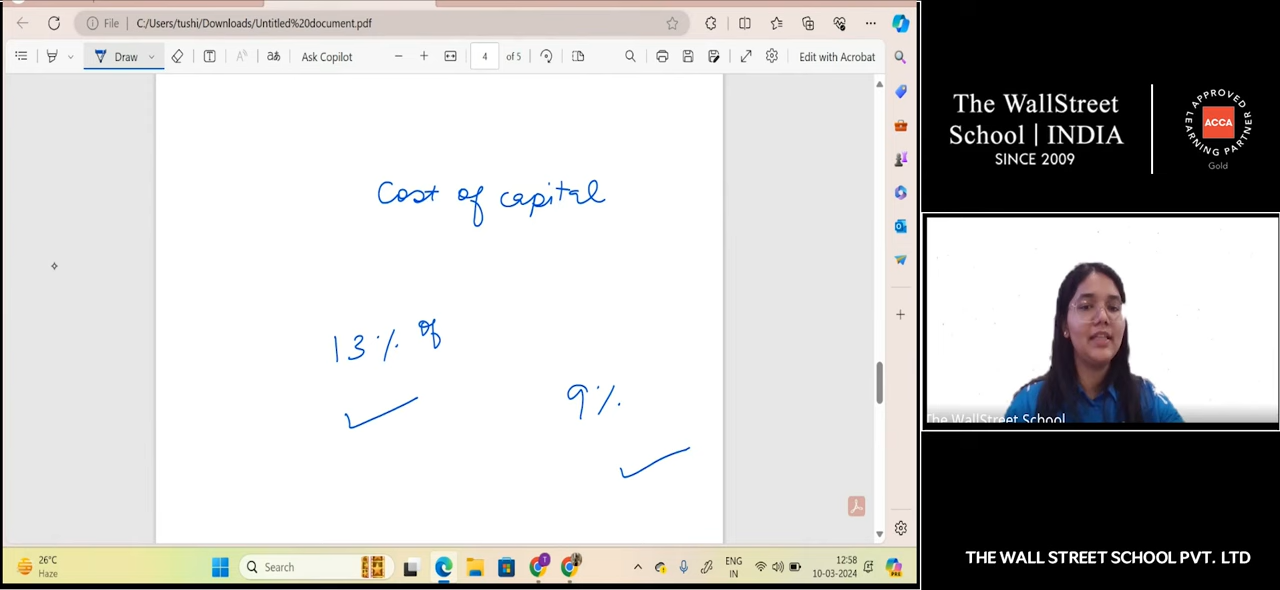 File C:/Users/tushi/Downloads/Untitled%20document.pdf
Draw Ask Copilot 4 of 5 Edit with Acrobat
Cost of capital
13% of
9%
The WallStreet
School | INDIA
SINCE 2009
APPROVED
ACCA
LEARNING PARTNER
Gold
The WallStreet School
THE WALL STREET SCHOOL PVT. LTD
26°C
Haze
Search
ENG
IN
12:58
10-03-2024